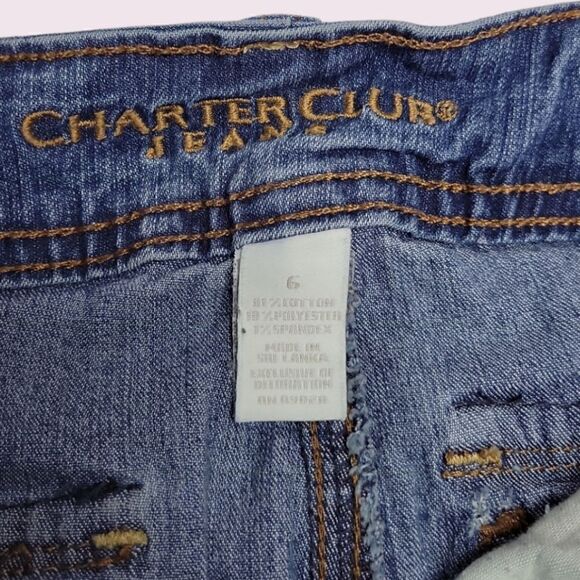 CHARTER CLUB®
JEANS
6
81% COTTON
18% POLYESTER
1% SPANDEX
MADE IN
SRI LANKA
EXCLUSIVE OF
DECORATION